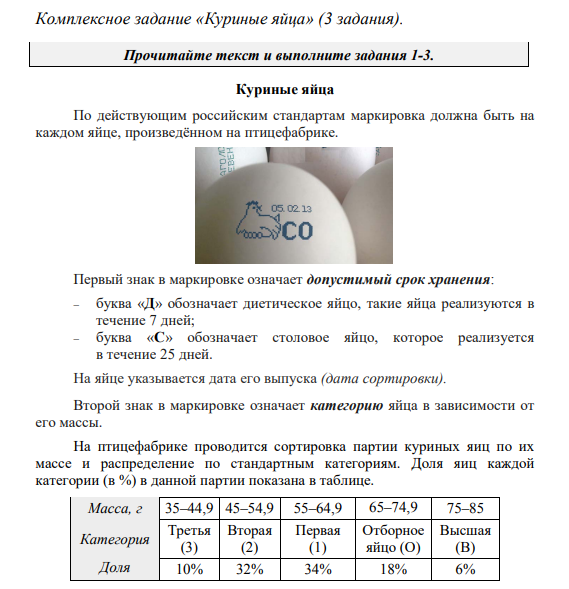 Комплексное задание «Куриные яйца» (3 задания).
Прочитайте текст и выполните задания 1-3.
Куриные яйца
По действующим российским стандартам маркировка должна быть на
каждом яйце, произведённом на птицефабрике.
05.02.13
СО
Первый знак в маркировке означает допустимый срок хранения:
– буква «Д» обозначает диетическое яйцо, такие яйца реализуются в
течение 7 дней;
– буква «С» обозначает столовое яйцо, которое реализуется
в течение 25 дней.
На яйце указывается дата его выпуска (дата сортировки).
Второй знак в маркировке означает категорию яйца в зависимости от
его массы.
На птицефабрике проводится сортировка партии куриных яиц по их
массе и распределение по стандартным категориям. Доля яиц каждой
категории (в %) в данной партии показана в таблице.
Масса, г 35–44,9 45–54,9 55–64,9 65–74,9 75–85
Категория Третья (3) Вторая (2) Первая (1) Отборное яйцо (О) Высшая (В)
Доля 10% 32% 34% 18% 6%